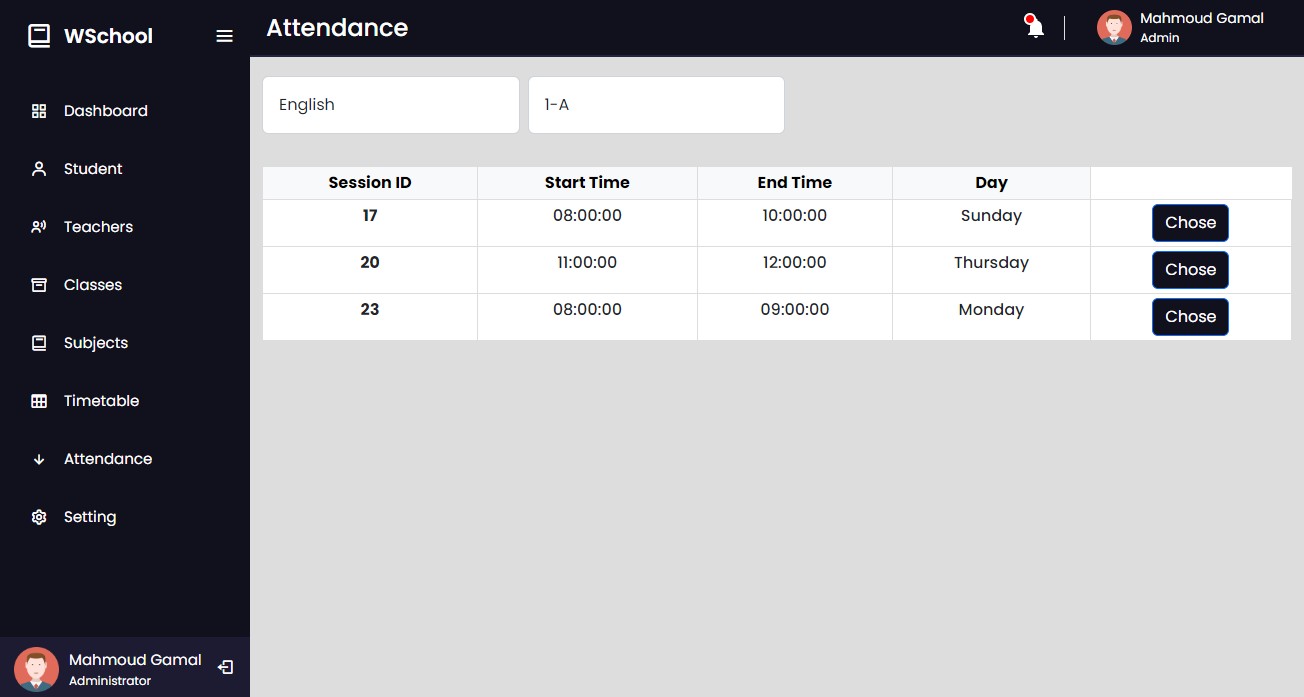 WSchool
Dashboard
Student
Teachers
Classes
Subjects
Timetable
Attendance
Setting
Mahmoud Gamal
Administrator
Attendance
Mahmoud Gamal
Admin
English 1-A
Session ID Start Time End Time Day
17 08:00:00 10:00:00 Sunday Chose
20 11:00:00 12:00:00 Thursday Chose
23 08:00:00 09:00:00 Monday Chose